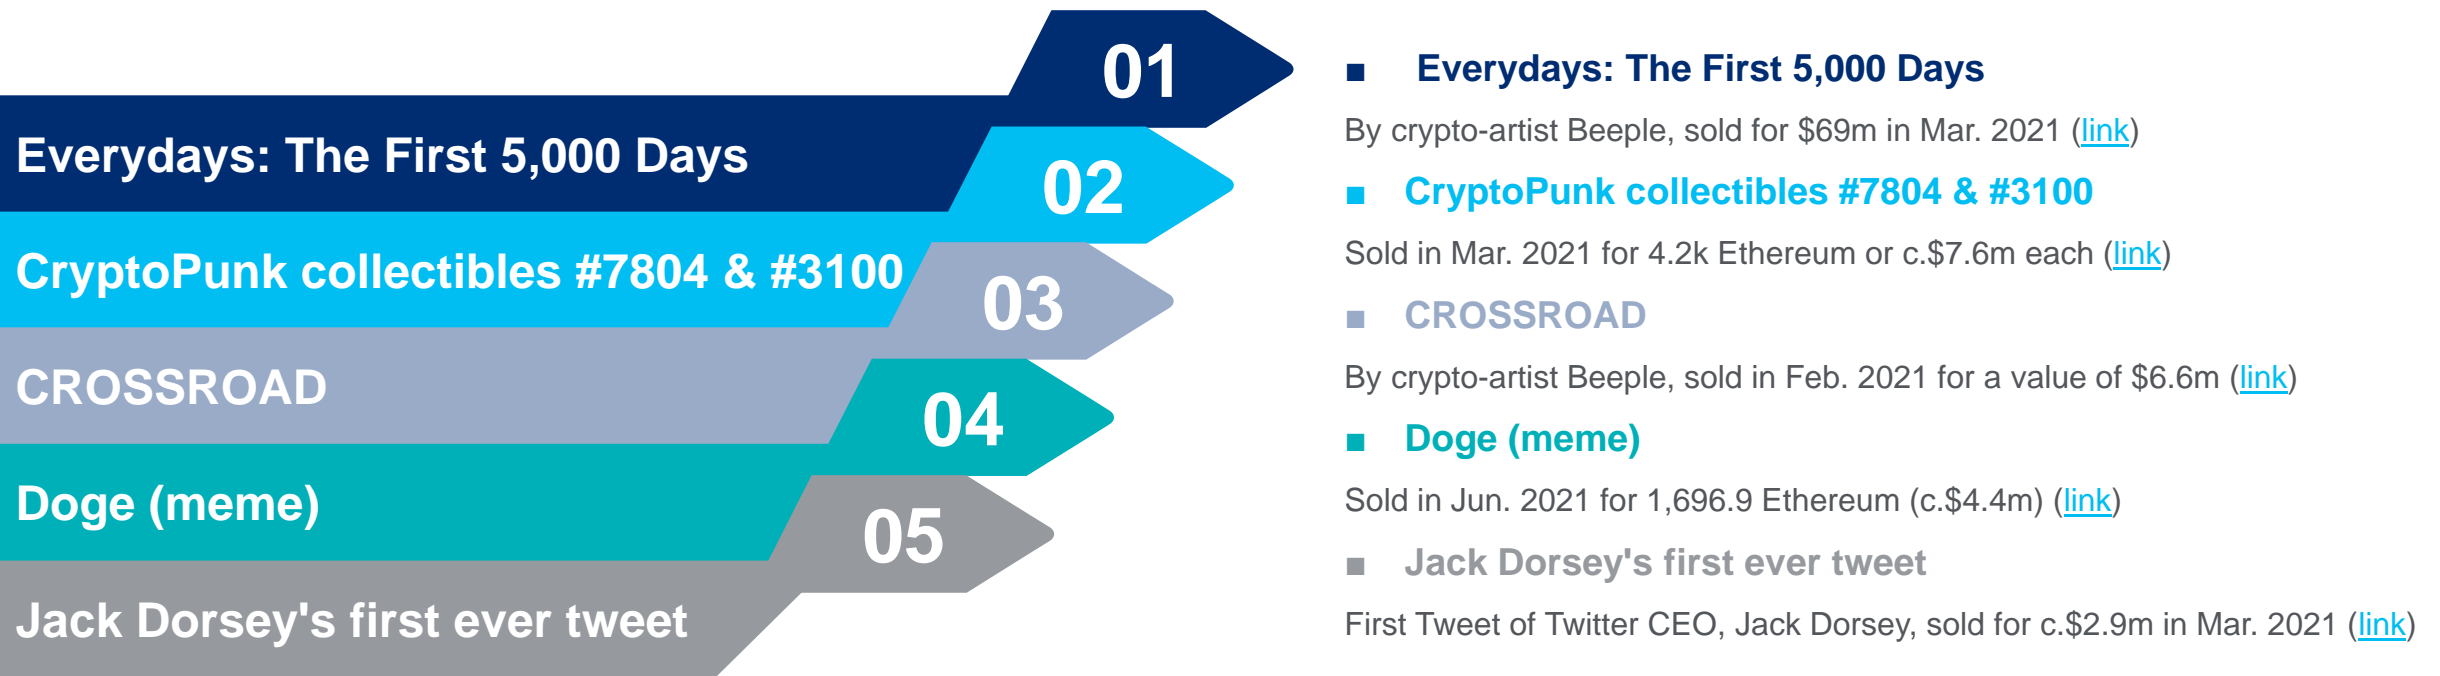 01
Everydays: The First 5,000 Days
02
CryptoPunk collectibles #7804 & #3100
03
CROSSROAD
04
Doge (meme)
05
Jack Dorsey's first ever tweet
■ Everydays: The First 5,000 Days
By crypto-artist Beeple, sold for $69m in Mar. 2021 (link)
■ CryptoPunk collectibles #7804 & #3100
Sold in Mar. 2021 for 4.2k Ethereum or c.$7.6m each (link)
■ CROSSROAD
By crypto-artist Beeple, sold in Feb. 2021 for a value of $6.6m (link)
■ Doge (meme)
Sold in Jun. 2021 for 1,696.9 Ethereum (c.$4.4m) (link)
■ Jack Dorsey's first ever tweet
First Tweet of Twitter CEO, Jack Dorsey, sold for c.$2.9m in Mar. 2021 (link)